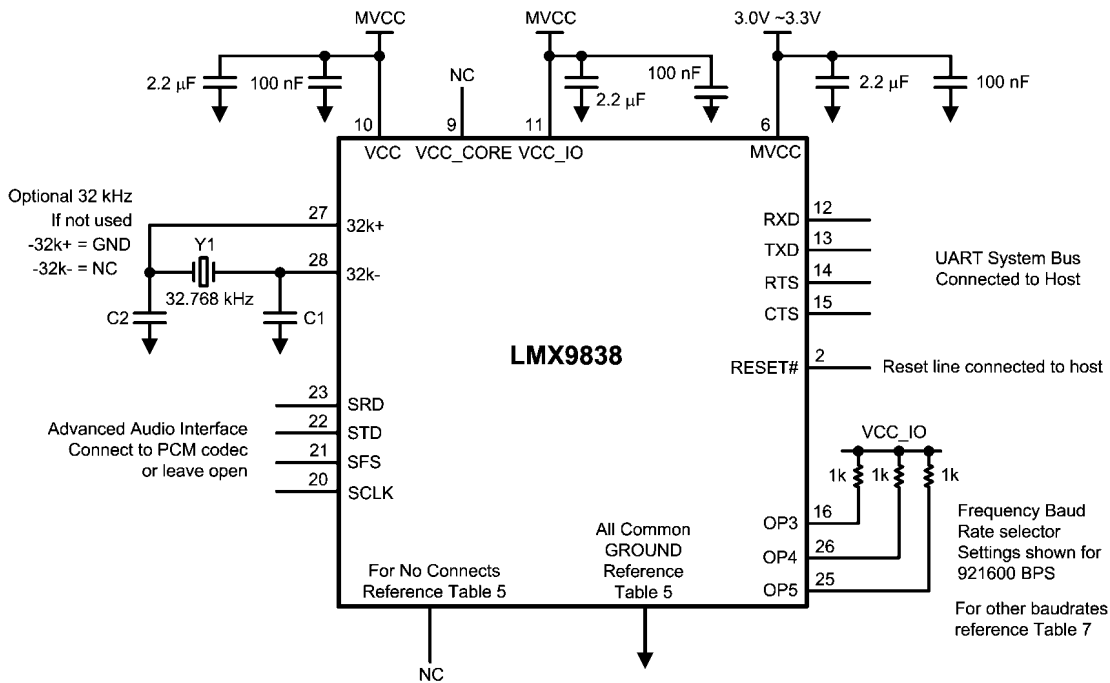 MVCC
MVCC
3.0V ~3.3V
2.2 µF
100 nF
NC
2.2 µF
100 nF
2.2 µF
100 nF
10
9
11
6
VCC
VCC_CORE
VCC_IO
MVCC
Optional 32 kHz
If not used
-32k+ = GND
-32k- = NC
27
32k+
Y1
28
32k-
32.768 kHz
C2
C1
LMX9838
RXD
12
TXD
13
RTS
14
CTS
15
UART System Bus
Connected to Host
RESET#
2
Reset line connected to host
Advanced Audio Interface
Connect to PCM codec
or leave open
23
SRD
22
STD
21
SFS
20
SCLK
VCC_IO
1k
1k
1k
OP3
16
OP4
26
OP5
25
Frequency Baud
Rate selector
Settings shown for
921600 BPS
For other baudrates
reference Table 7
For No Connects
Reference Table 5
All Common
GROUND
Reference
Table 5
NC